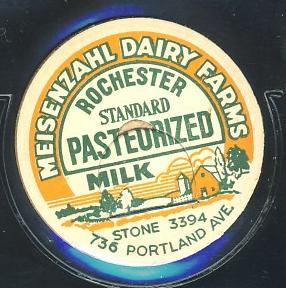 MEISENZAHL DAIRY FARMS
ROCHESTER
STANDARD
PASTEURIZED
MILK
STONE 3394
736 PORTLAND AVE.